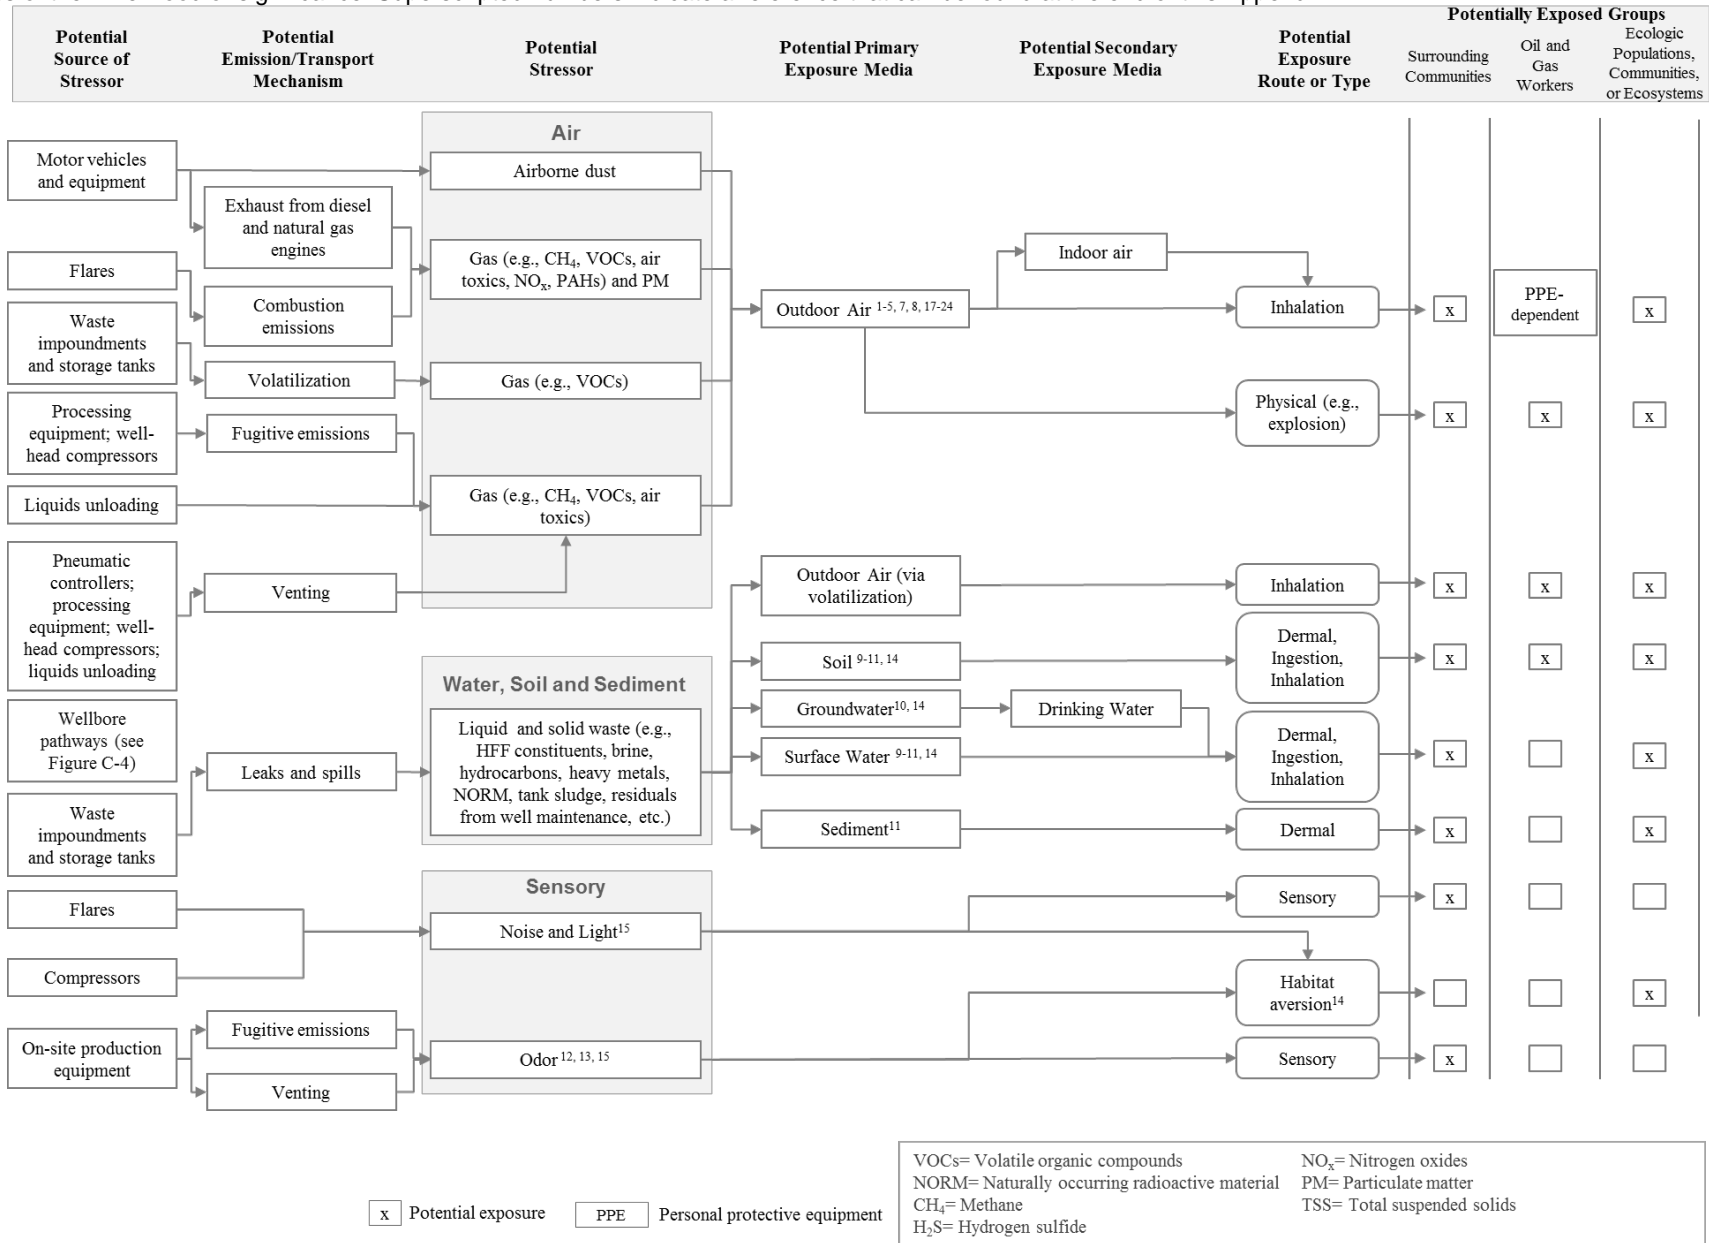 Potential
Source of
Stressor
Potential
Emission/Transport
Mechanism
Potential
Stressor
Potential Primary
Exposure Media
Potential Secondary
Exposure Media
Potential
Exposure
Route or Type
Potentially Exposed Groups
Surrounding
Communities
Oil and
Gas
Workers
Ecologic
Populations,
Communities,
or Ecosystems
Air
Motor vehicles
and equipment
Airborne dust
Exhaust from diesel
and natural gas
engines
Gas (e.g., CH₄, VOCs, air
toxics, NOₓ, PAHs) and PM
Flares
Combustion
emissions
Waste
impoundments
and storage tanks
Volatilization
Gas (e.g., VOCs)
Processing
equipment; well-
head compressors
Fugitive emissions
Liquids unloading
Gas (e.g., CH₄, VOCs, air
toxics)
Pneumatic
controllers;
processing
equipment; well-
head compressors;
liquids unloading
Venting
Outdoor Air 1-5, 7, 8, 17-24
Indoor air
Inhalation
x
PPE-
dependent
x
Physical (e.g.,
explosion)
x
x
x
Water, Soil and Sediment
Wellbore
pathways (see
Figure C-4)
Waste
impoundments
and storage tanks
Leaks and spills
Liquid and solid waste (e.g.,
HFF constituents, brine,
hydrocarbons, heavy metals,
NORM, tank sludge, residuals
from well maintenance, etc.)
Outdoor Air (via
volatilization)
Inhalation
x
x
x
Soil 9-11, 14
Dermal,
Ingestion,
Inhalation
x
x
x
Groundwater10, 14
Drinking Water
Surface Water 9-11, 14
Dermal,
Ingestion,
Inhalation
x
x
Sediment11
Dermal
x
x
Sensory
Flares
Compressors
Noise and Light15
Sensory
x
Habitat
aversion14
x
On-site production
equipment
Fugitive emissions
Venting
Odor 12, 13, 15
Sensory
x
x
Potential exposure
PPE
Personal protective equipment
VOCs= Volatile organic compounds
NORM= Naturally occurring radioactive material
CH₄= Methane
H₂S= Hydrogen sulfide
NOₓ= Nitrogen oxides
PM= Particulate matter
TSS= Total suspended solids